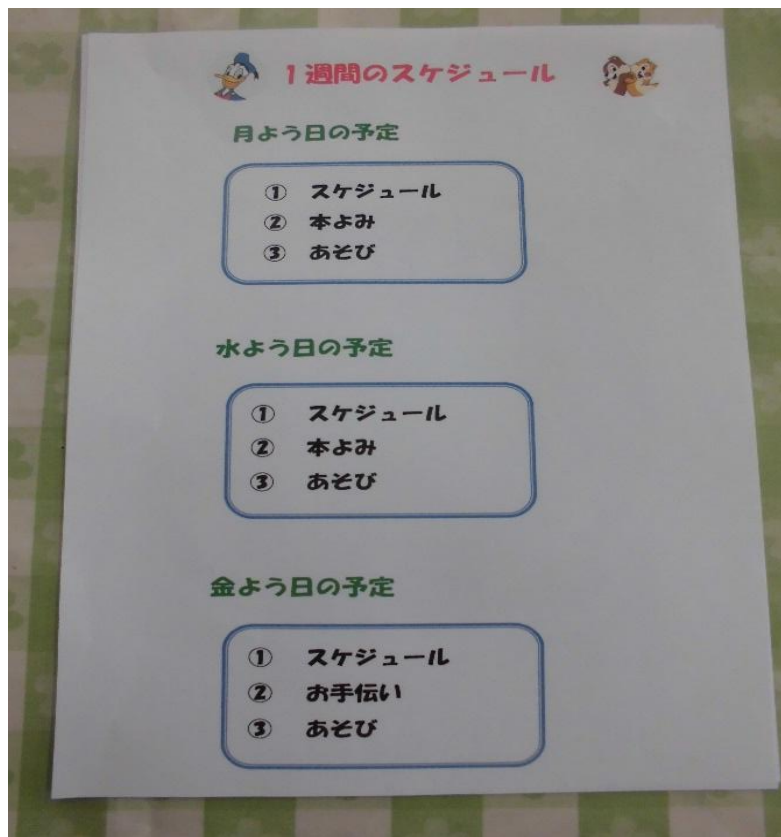 1週間のスケジュール
月よう日の予定
① スケジュール
② 本よみ
③ あそび
水よう日の予定
① スケジュール
② 本よみ
③ あそび
金よう日の予定
① スケジュール
② お手伝い
③ あそび